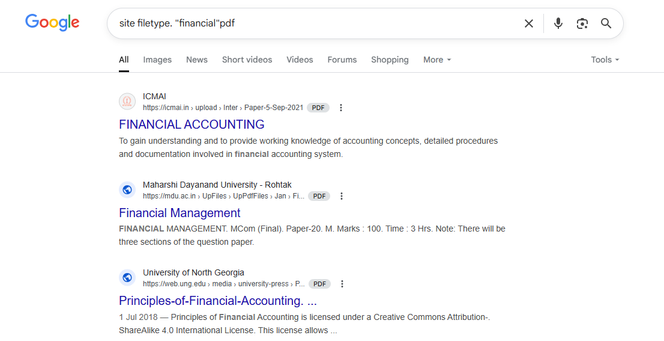 Google
site filetype. "financial"pdf
All Images News Short videos Videos Forums Shopping More Tools
ICMAI
https://icmai.in › upload › Inter › Paper-5-Sep-2021 PDF
FINANCIAL ACCOUNTING
To gain understanding and to provide working knowledge of accounting concepts, detailed procedures
and documentation involved in financial accounting system.
Maharshi Dayanand University - Rohtak
https://mdu.ac.in › UpFiles › UpPdfFiles › Jan › Fi... PDF
Financial Management
FINANCIAL MANAGEMENT. MCom (Final). Paper-20. M. Marks : 100. Time : 3 Hrs. Note: There will be
three sections of the question paper.
University of North Georgia
https://web.ung.edu › media › university-press › P... PDF
Principles-of-Financial-Accounting. ...
1 Jul 2018 — Principles of Financial Accounting is licensed under a Creative Commons Attribution-.
ShareAlike 4.0 International License. This license allows ...